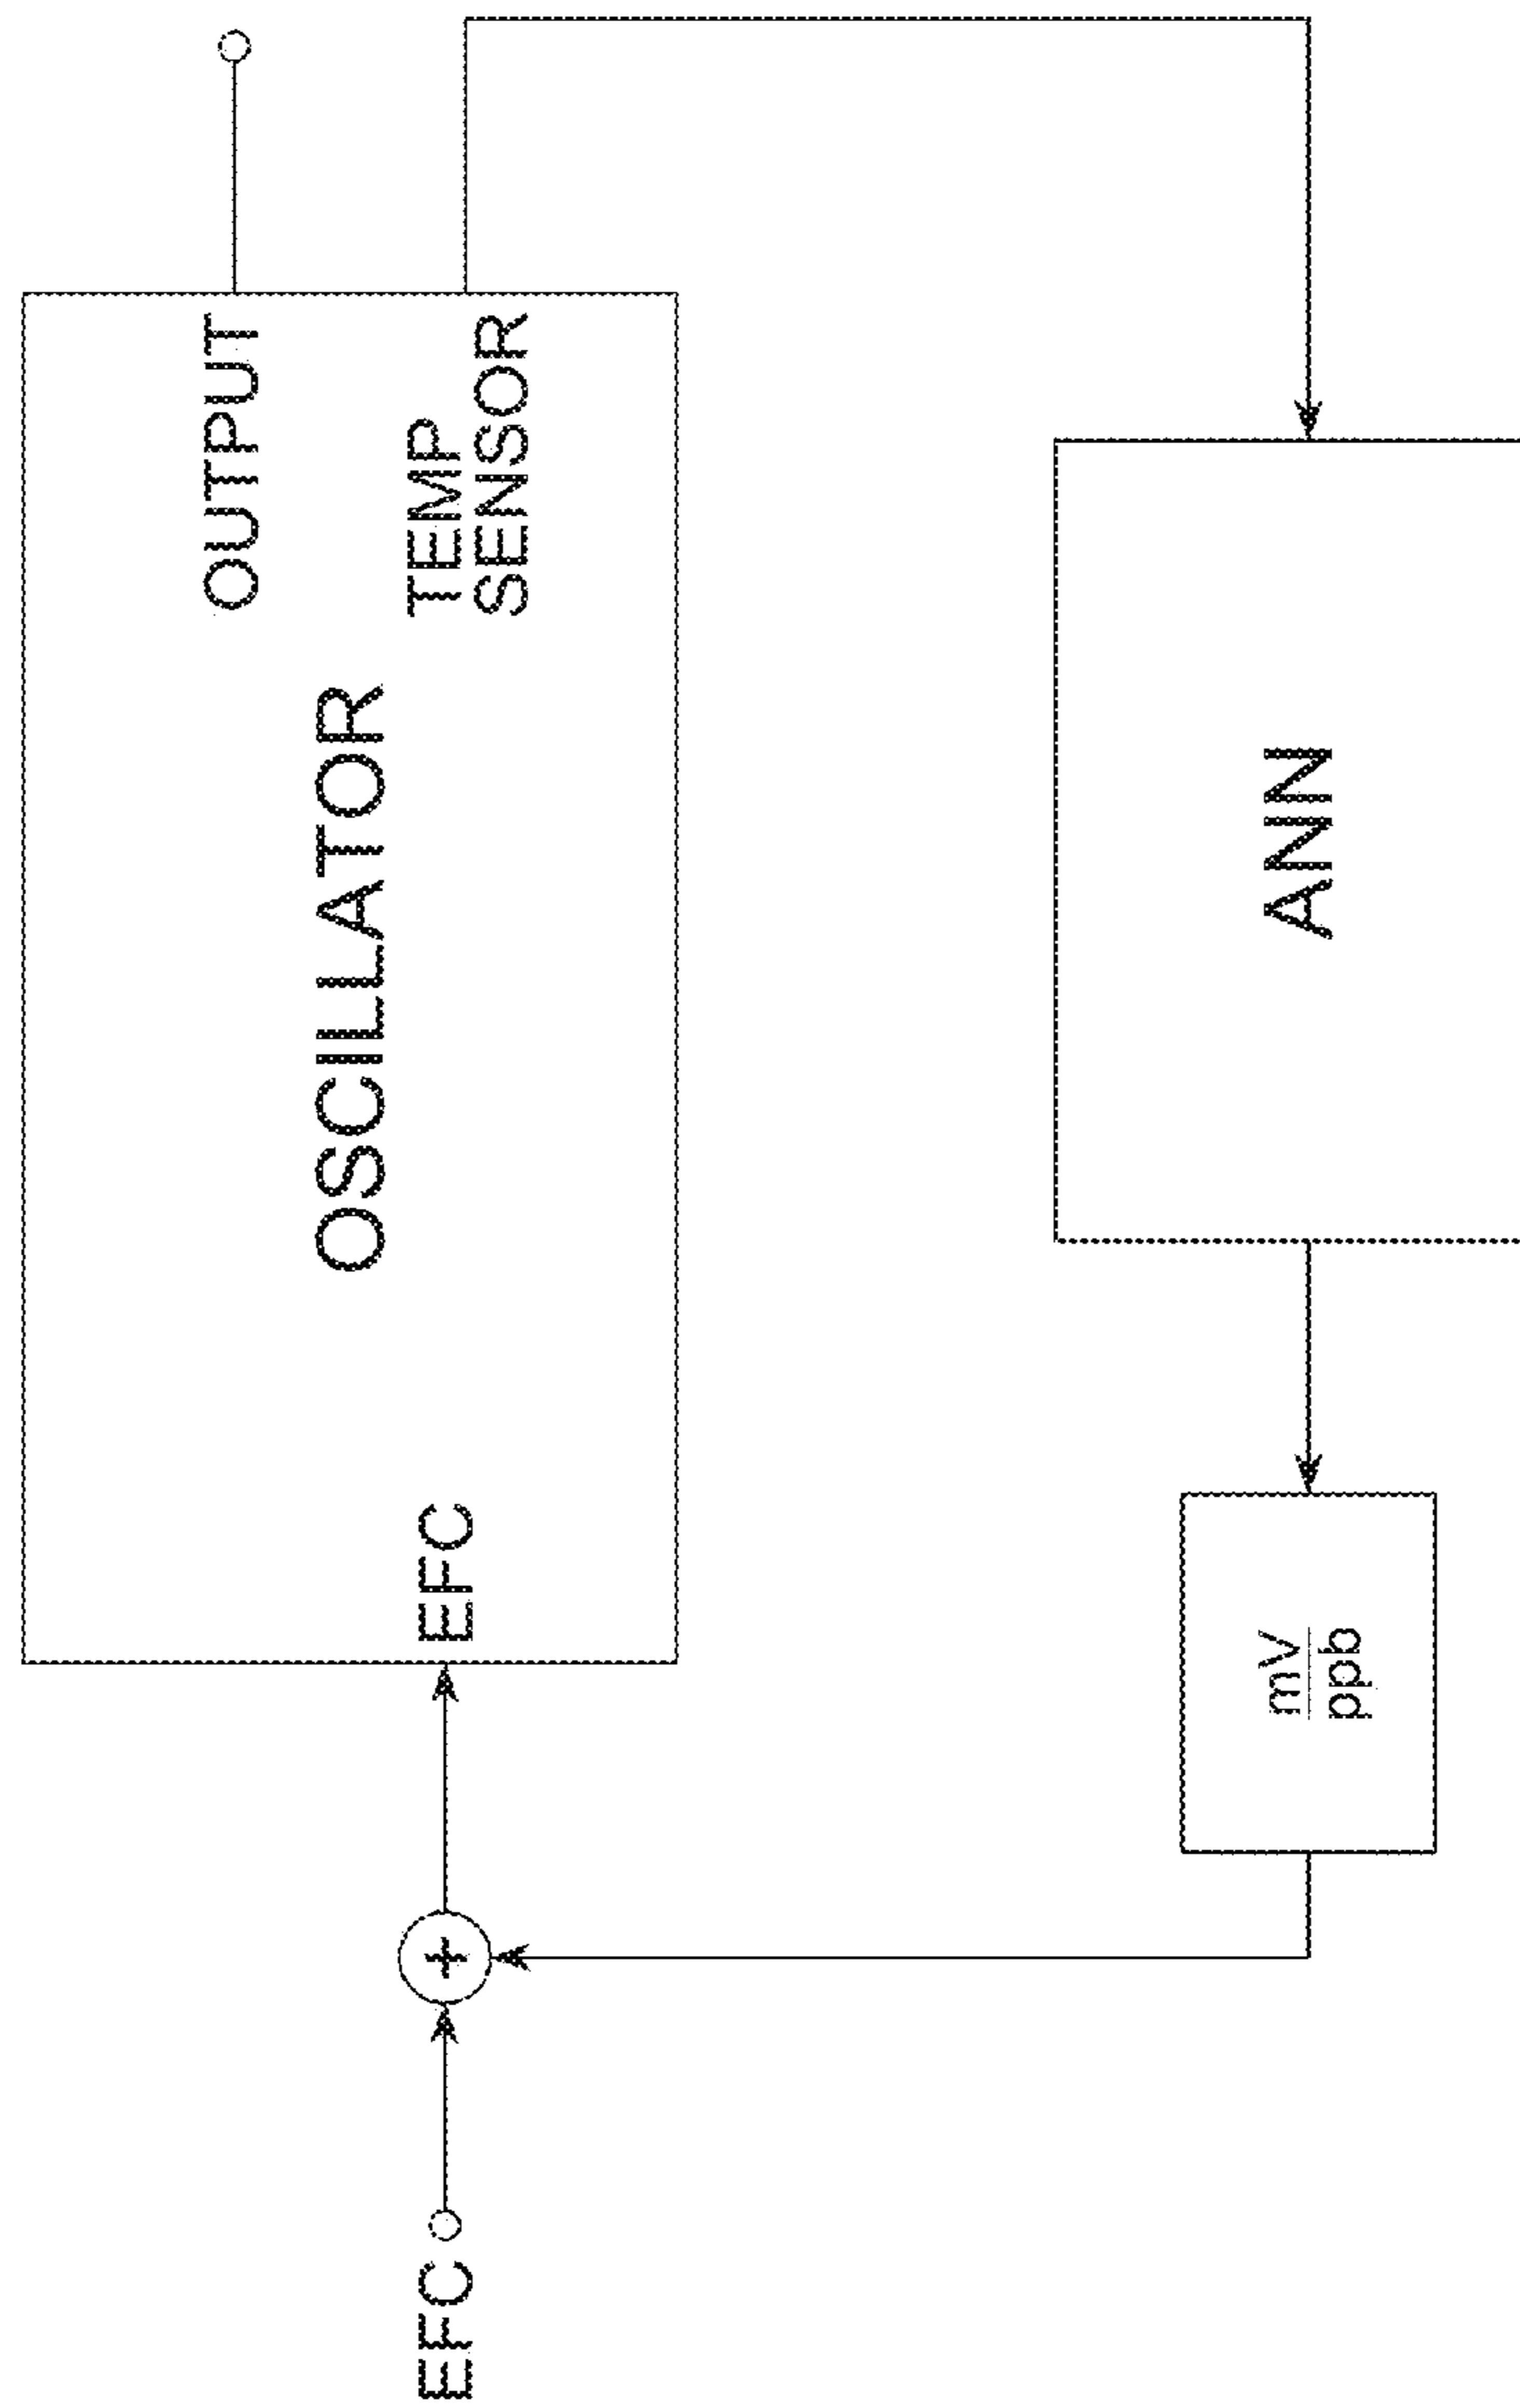 OUTPUT
TEMP
SENSOR
OSCILLATOR
EFC
EFC
ANN
mV
ppb